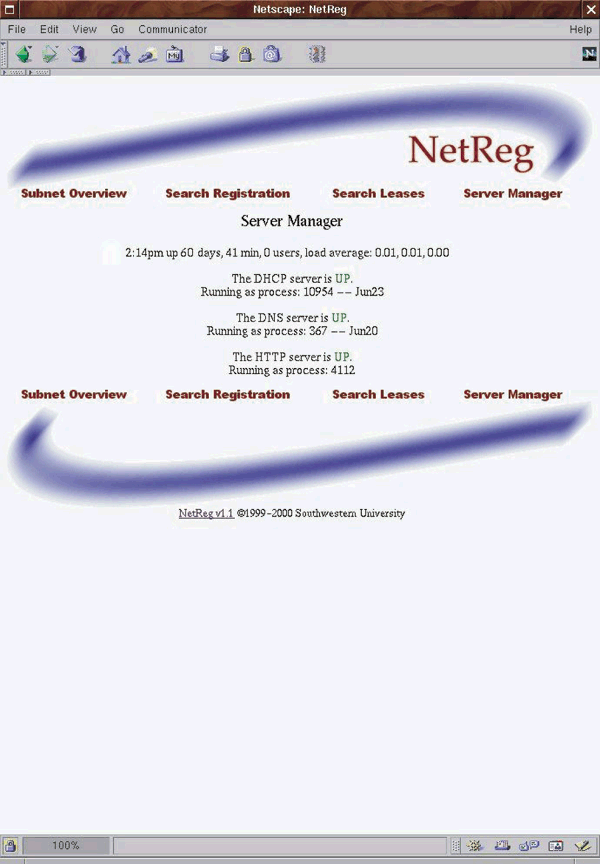 Netscape: NetReg
File Edit View Go Communicator Help
My
N
NetReg
Subnet Overview Search Registration Search Leases Server Manager
Server Manager
2:14pm up 60 days, 41 min, 0 users, load average: 0.01, 0.01, 0.00
The DHCP server is UP.
Running as process: 10954 -- Jun23
The DNS server is UP.
Running as process: 367 -- Jun20
The HTTP server is UP.
Running as process: 4112
Subnet Overview Search Registration Search Leases Server Manager
NetReg v1.1 ©1999-2000 Southwestern University
100%